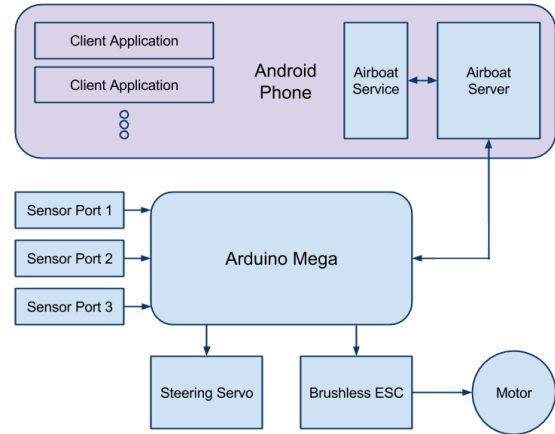 Client Application
Client Application
Android
Phone
Airboat
Service
Airboat
Server
Sensor Port 1
Sensor Port 2
Sensor Port 3
Arduino Mega
Steering Servo
Brushless ESC
Motor